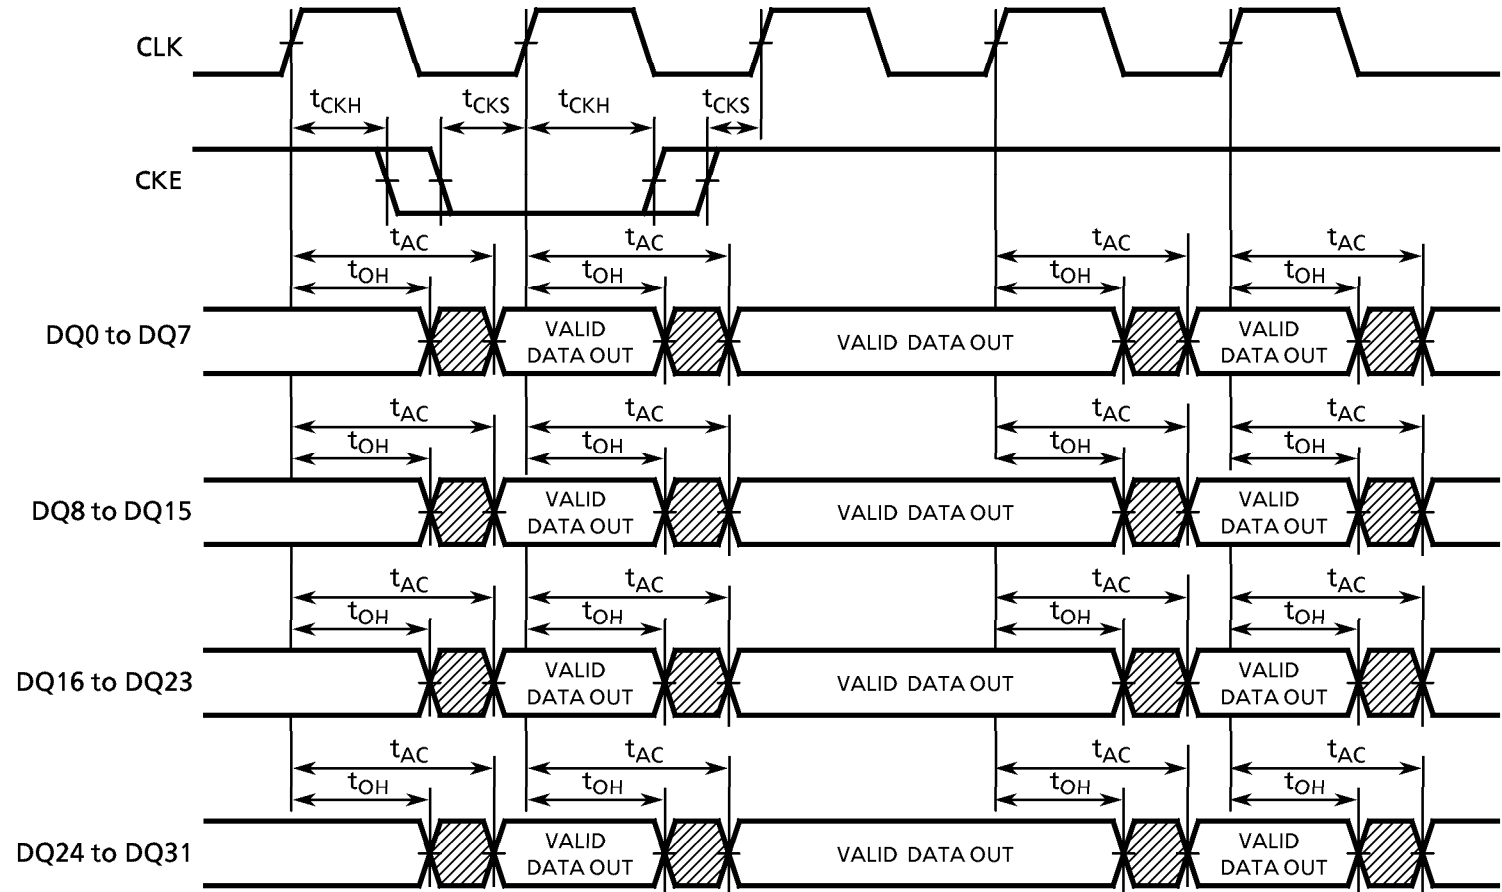 CLK
tCKH tCKS tCKH tCKS
CKE
tAC tAC tAC tAC
tOH tOH tOH tOH
DQ0 to DQ7
VALID DATA OUT
VALID DATA OUT
VALID DATA OUT
tAC tAC tAC tAC
tOH tOH tOH tOH
DQ8 to DQ15
VALID DATA OUT
VALID DATA OUT
VALID DATA OUT
tAC tAC tAC tAC
tOH tOH tOH tOH
DQ16 to DQ23
VALID DATA OUT
VALID DATA OUT
VALID DATA OUT
tAC tAC tAC tAC
tOH tOH tOH tOH
DQ24 to DQ31
VALID DATA OUT
VALID DATA OUT
VALID DATA OUT